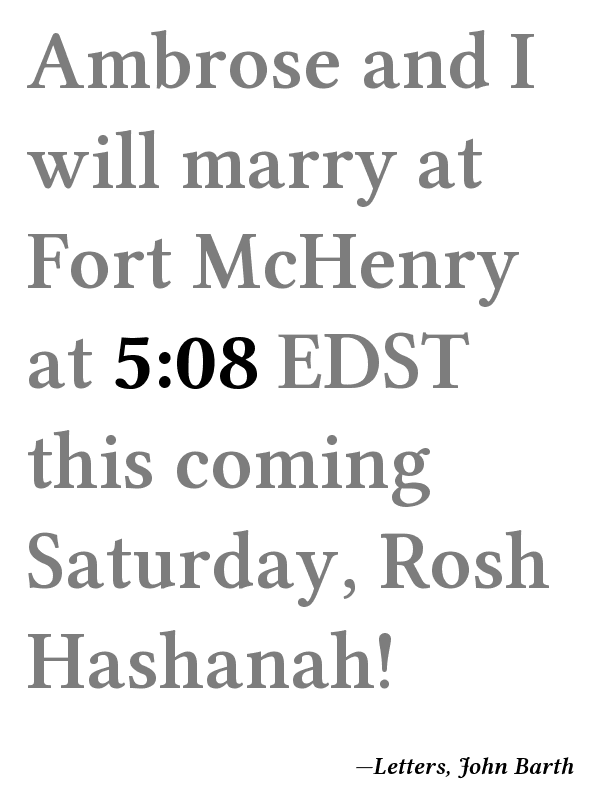 Ambrose and I
will marry at
Fort McHenry
at 5:08 EDST
this coming
Saturday, Rosh
Hashanah!
—Letters, John Barth